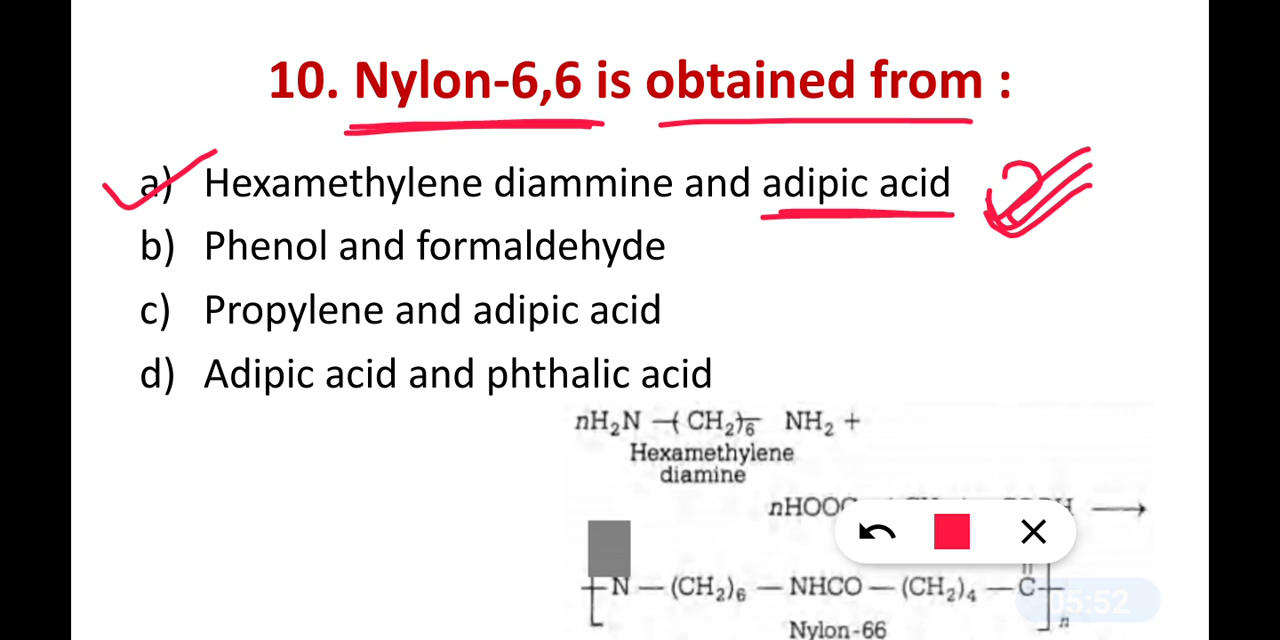 10. Nylon-6,6 is obtained from :
a) Hexamethylene diammine and adipic acid
b) Phenol and formaldehyde
c) Propylene and adipic acid
d) Adipic acid and phthalic acid
nH₂N —( CH₂)₆— NH₂ +
Hexamethylene
diamine
nHOO
N — (CH₂)₆ — NHCO — (CH₂)₄ — C
n
Nylon-66
05:52